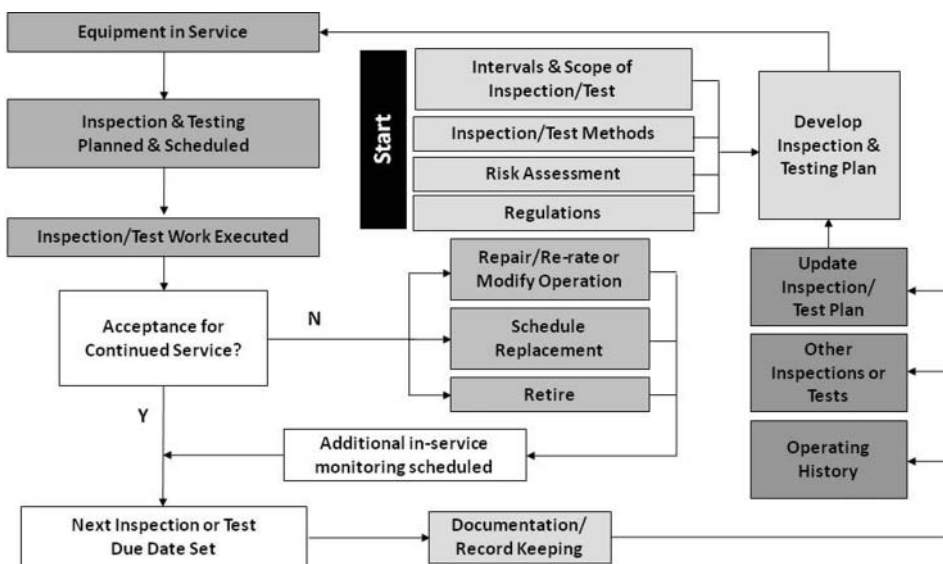 Equipment in Service
Inspection & Testing
Planned & Scheduled
Inspection/Test Work Executed
Acceptance for
Continued Service?
N
Y
Next Inspection or Test
Due Date Set
Start
Intervals & Scope of
Inspection/Test
Inspection/Test Methods
Risk Assessment
Regulations
Repair/Re-rate or
Modify Operation
Schedule
Replacement
Retire
Additional in-service
monitoring scheduled
Documentation/
Record Keeping
Develop
Inspection &
Testing Plan
Update
Inspection/
Test Plan
Other
Inspections or
Tests
Operating
History